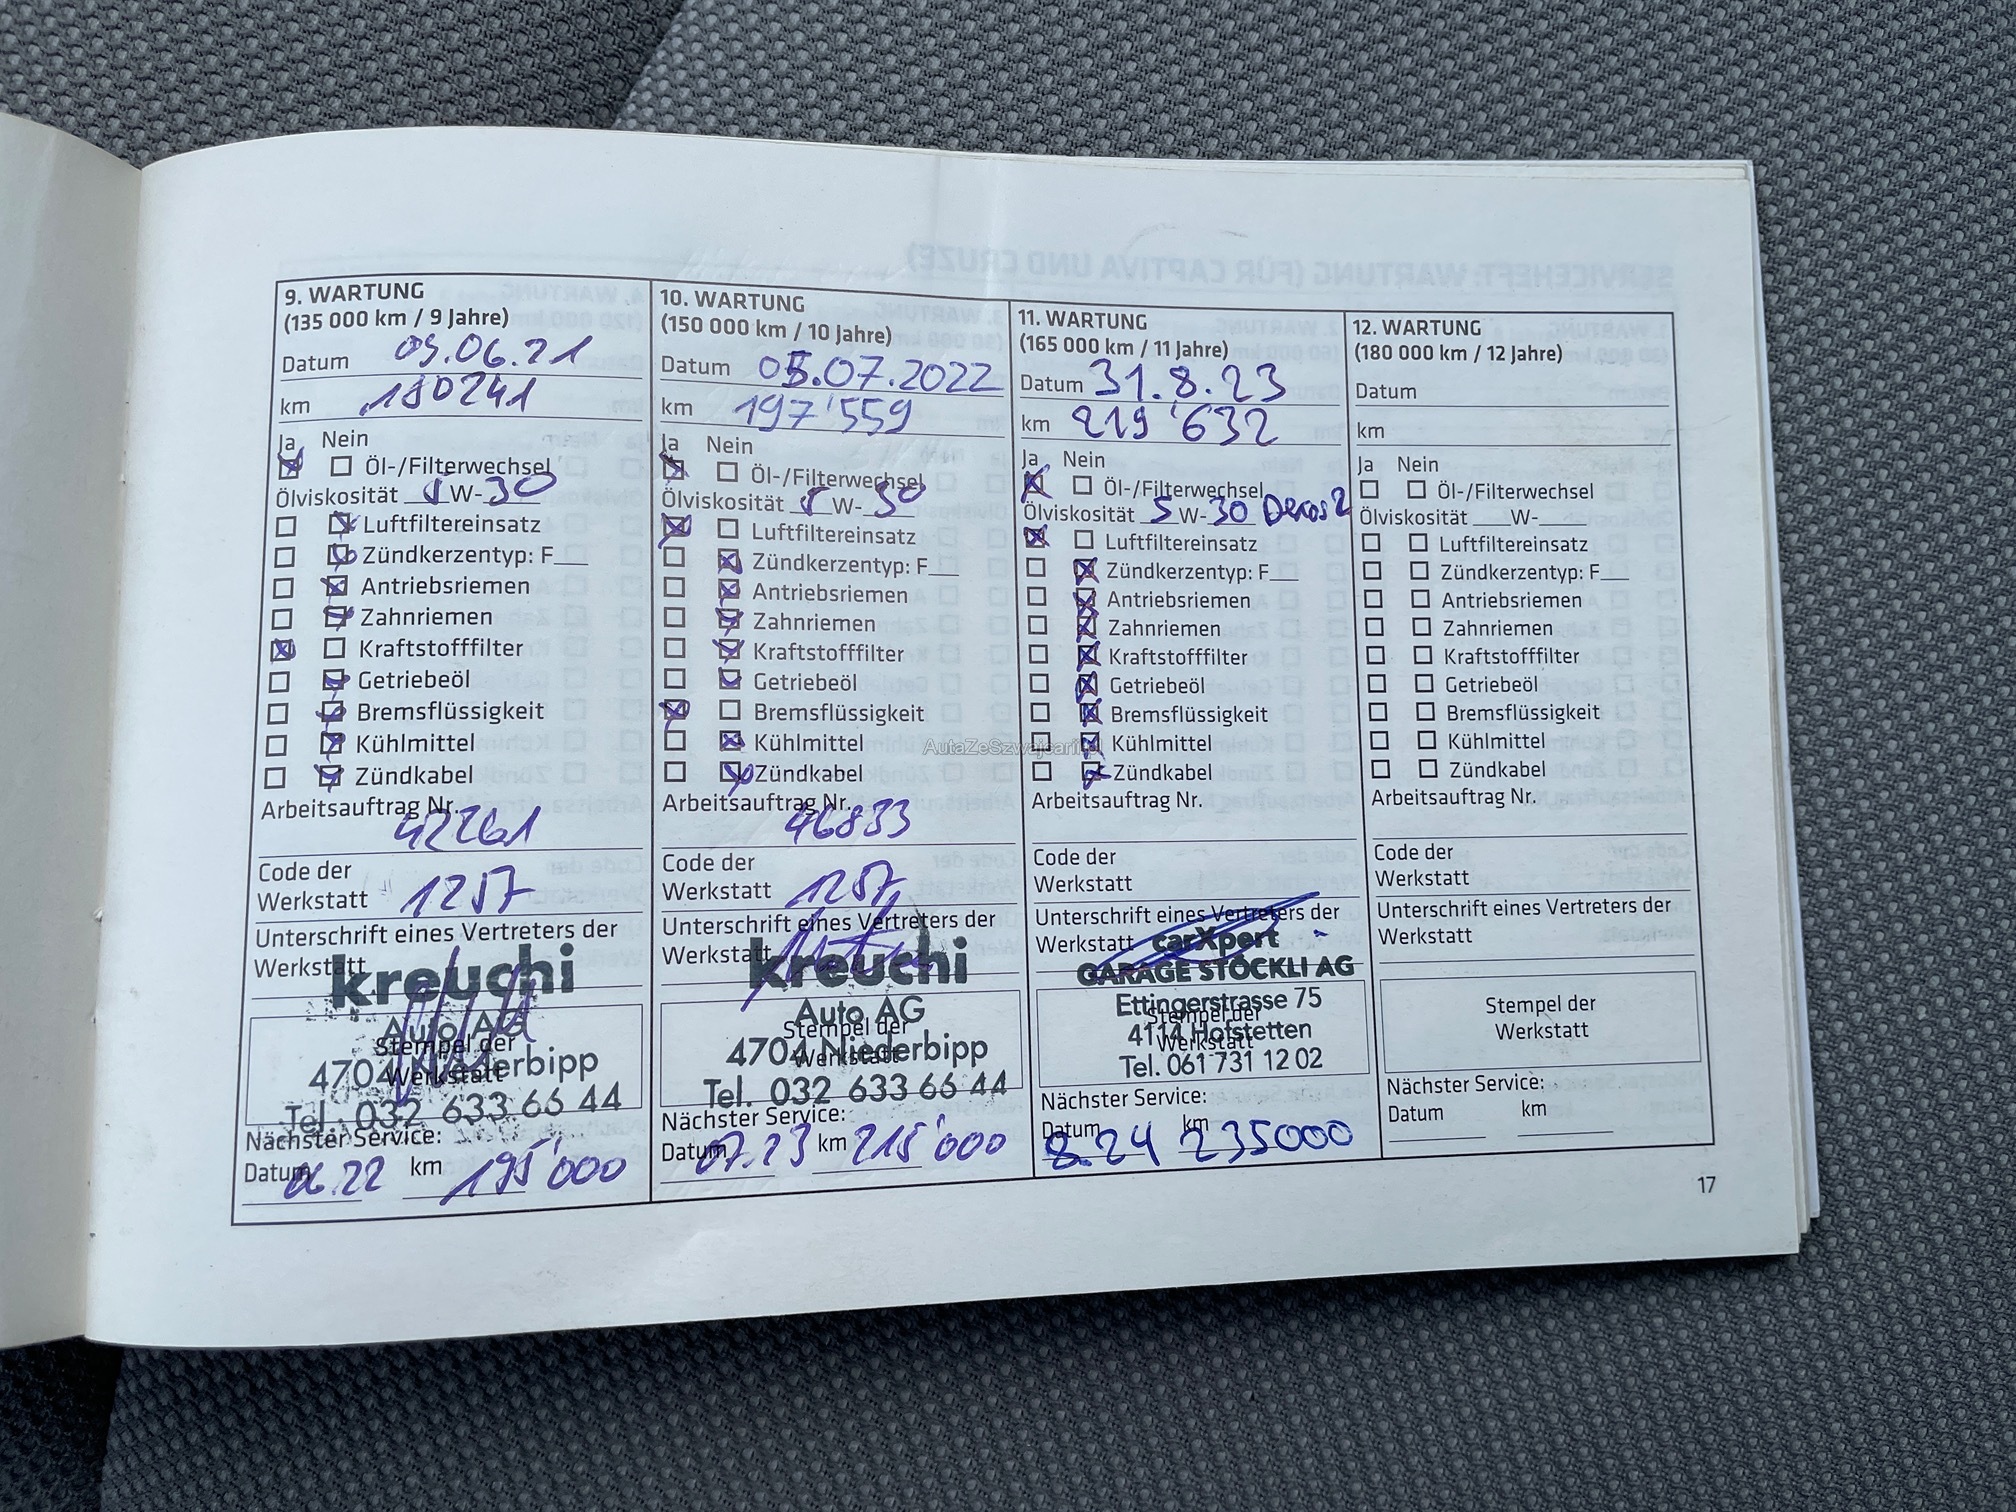 9. WARTUNG
(135 000 km / 9 Jahre)
Datum 09.06.21
km 180241
Ja Nein
Öl-/Filterwechsel
Ölviskosität 5 W-30
Luftfiltereinsatz
Zündkerzentyp: F
Antriebsriemen
Zahnriemen
Kraftstofffilter
Getriebeöl
Bremsflüssigkeit
Kühlmittel
Zündkabel
Arbeitsauftrag Nr.
42261
Code der
Werkstatt 1257
Unterschrift eines Vertreters der
Werkstatt
kreuchi
Auto AG
Stempel der
4704 Niederbipp
Werkstatt
Tel. 032 633 66 44
Nächster Service:
Datum 06.22 km 195'000
10. WARTUNG
(150 000 km / 10 Jahre)
Datum 05.07.2022
km 197'559
Ja Nein
Öl-/Filterwechsel
Ölviskosität 5 W-30
Luftfiltereinsatz
Zündkerzentyp: F
Antriebsriemen
Zahnriemen
Kraftstofffilter
Getriebeöl
Bremsflüssigkeit
Kühlmittel
Zündkabel
Arbeitsauftrag Nr.
46833
Code der
Werkstatt 1257
Unterschrift eines Vertreters der
Werkstatt
kreuchi
Auto AG
Stempel der
4704 Niederbipp
Werkstatt
Tel. 032 633 66 44
Nächster Service:
Datum 07.23 km 215'000
11. WARTUNG
(165 000 km / 11 Jahre)
Datum 31.8.23
km 219'632
Ja Nein
Öl-/Filterwechsel
Ölviskosität 5 W-30 Dexos2
Luftfiltereinsatz
Zündkerzentyp: F
Antriebsriemen
Zahnriemen
Kraftstofffilter
Getriebeöl
Bremsflüssigkeit
Kühlmittel
Zündkabel
Arbeitsauftrag Nr.
Code der
Werkstatt
Unterschrift eines Vertreters der
Werkstatt carXpert
GARAGE STÖCKLI AG
Ettingerstrasse 75
Stempel der
4114 Hofstetten
Werkstatt
Tel. 061 731 12 02
Nächster Service:
Datum km
8.24 235000
12. WARTUNG
(180 000 km / 12 Jahre)
Datum
km
Ja Nein
Öl-/Filterwechsel
Ölviskosität W-
Luftfiltereinsatz
Zündkerzentyp: F
Antriebsriemen
Zahnriemen
Kraftstofffilter
Getriebeöl
Bremsflüssigkeit
Kühlmittel
Zündkabel
Arbeitsauftrag Nr.
Code der
Werkstatt
Unterschrift eines Vertreters der
Werkstatt
Stempel der
Werkstatt
Nächster Service:
Datum km
17